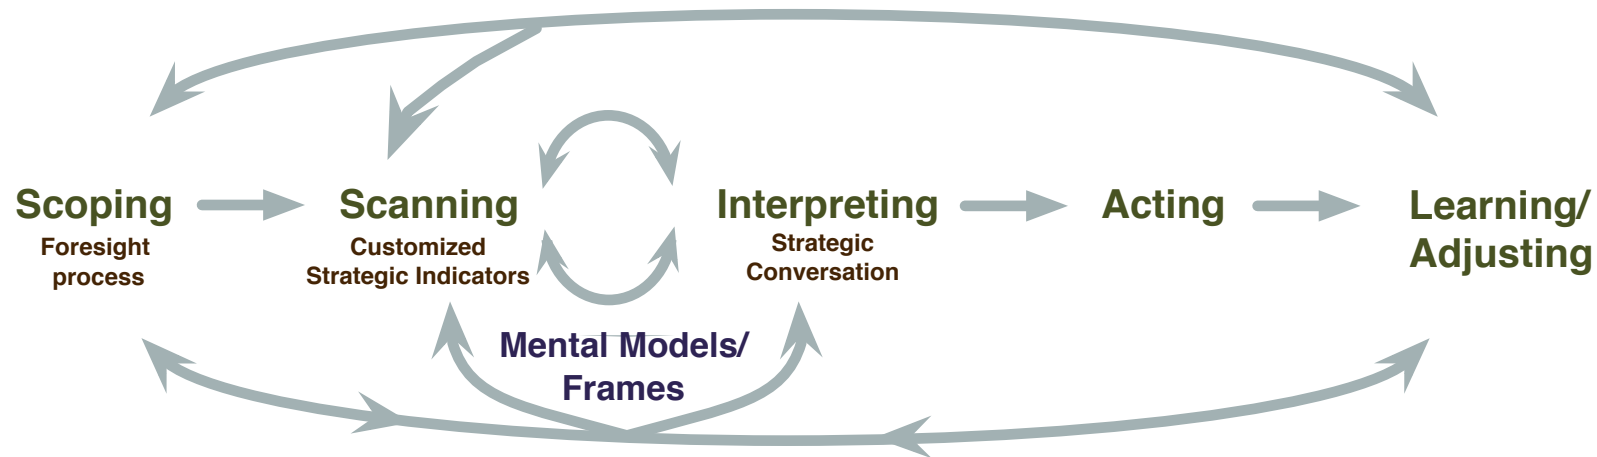 Scoping
Foresight
process
Scanning
Customized
Strategic Indicators
Interpreting
Strategic
Conversation
Acting
Learning/
Adjusting
Mental Models/
Frames